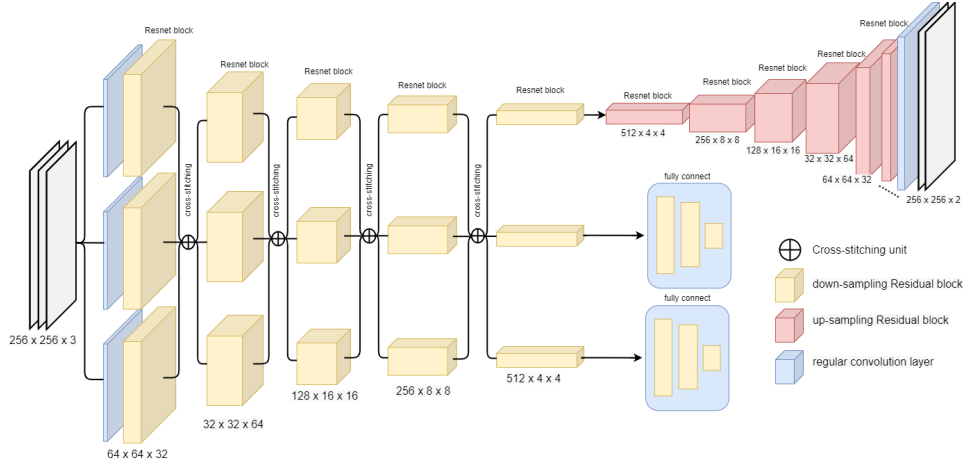 Resnet block
Resnet block
Resnet block
Resnet block
Resnet block
Resnet block
Resnet block
Resnet block
Resnet block
cross-stitching
cross-stitching
cross-stitching
cross-stitching
512 x 4 x 4
256 x 8 x 8
128 x 16 x 16
32 x 32 x 64
64 x 64 x 32
256 x 256 x 2
fully connect
fully connect
256 x 256 x 3
64 x 64 x 32
32 x 32 x 64
128 x 16 x 16
256 x 8 x 8
512 x 4 x 4
Cross-stitching unit
down-sampling Residual block
up-sampling Residual block
regular convolution layer